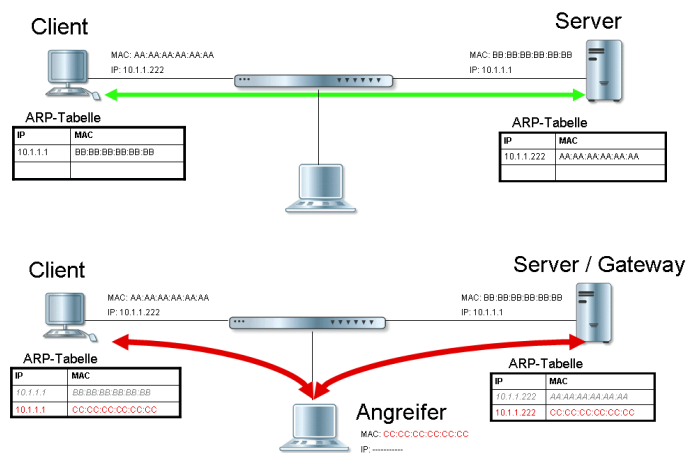 Client
Server
MAC: AA:AA:AA:AA:AA:AA
IP: 10.1.1.222
MAC: BB:BB:BB:BB:BB:BB
IP: 10.1.1.1
ARP-Tabelle
IP MAC
10.1.1.1 BB:BB:BB:BB:BB:BB
ARP-Tabelle
IP MAC
10.1.1.222 AA:AA:AA:AA:AA:AA
Client
Server / Gateway
MAC: AA:AA:AA:AA:AA:AA
IP: 10.1.1.222
MAC: BB:BB:BB:BB:BB:BB
IP: 10.1.1.1
ARP-Tabelle
IP MAC
10.1.1.1 BB:BB:BB:BB:BB:BB
10.1.1.1 CC:CC:CC:CC:CC:CC
ARP-Tabelle
IP MAC
10.1.1.222 AA:AA:AA:AA:AA:AA
10.1.1.222 CC:CC:CC:CC:CC:CC
Angreifer
MAC: CC:CC:CC:CC:CC:CC
IP: ----------